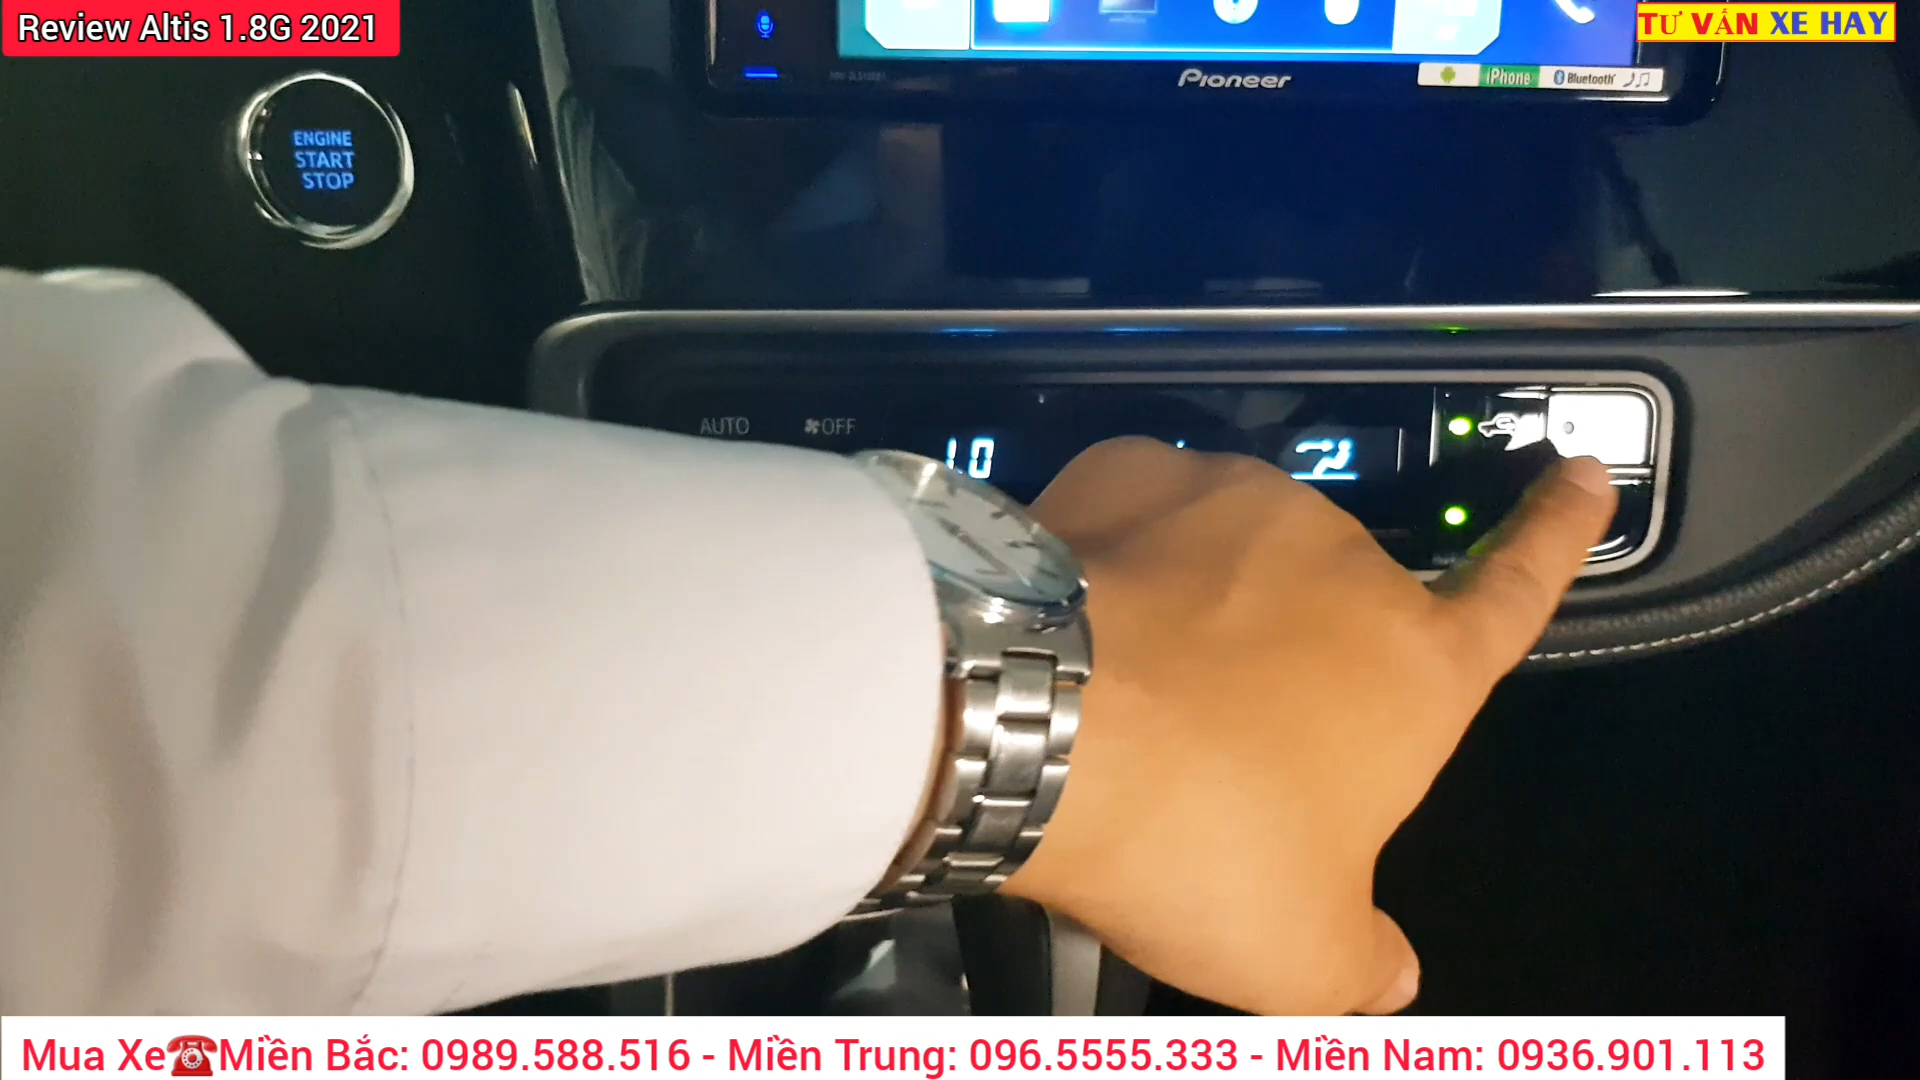 Review Altis 1.8G 2021
TƯ VẤN XE HAY
Pioneer
iPhone
Bluetooth
ENGINE
START
STOP
AUTO
OFF
Mua Xe☎Miền Bắc: 0989.588.516 - Miền Trung: 096.5555.333 - Miền Nam: 0936.901.113